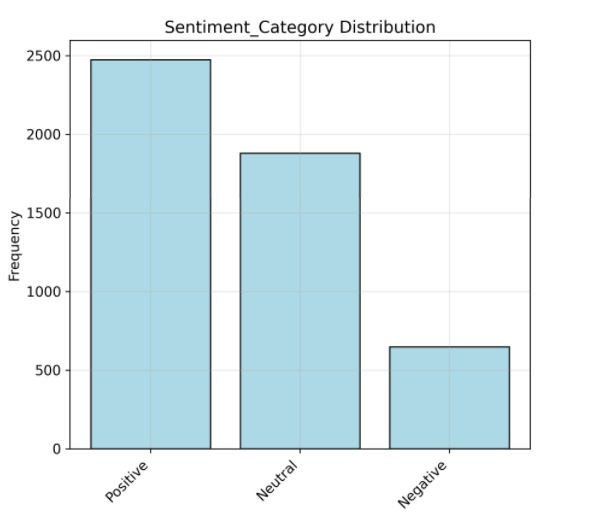 Sentiment_Category Distribution
2500
2000
1500
1000
500
0
Frequency
Positive
Neutral
Negative